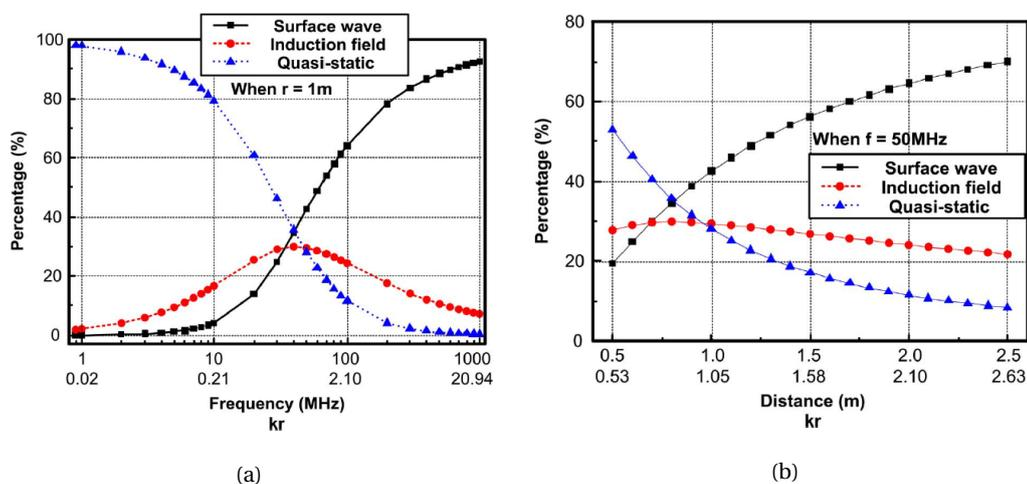 Surface wave
Induction field
Quasi-static
When r = 1m
Percentage (%)
100
80
60
40
20
0
1 10 100 1000
0.02 0.21 2.10 20.94
Frequency (MHz)
kr
(a)
Percentage (%)
80
60
40
20
0
When f = 50MHz
Surface wave
Induction field
Quasi-static
0.5 1.0 1.5 2.0 2.5
0.53 1.05 1.58 2.10 2.63
Distance (m)
kr
(b)